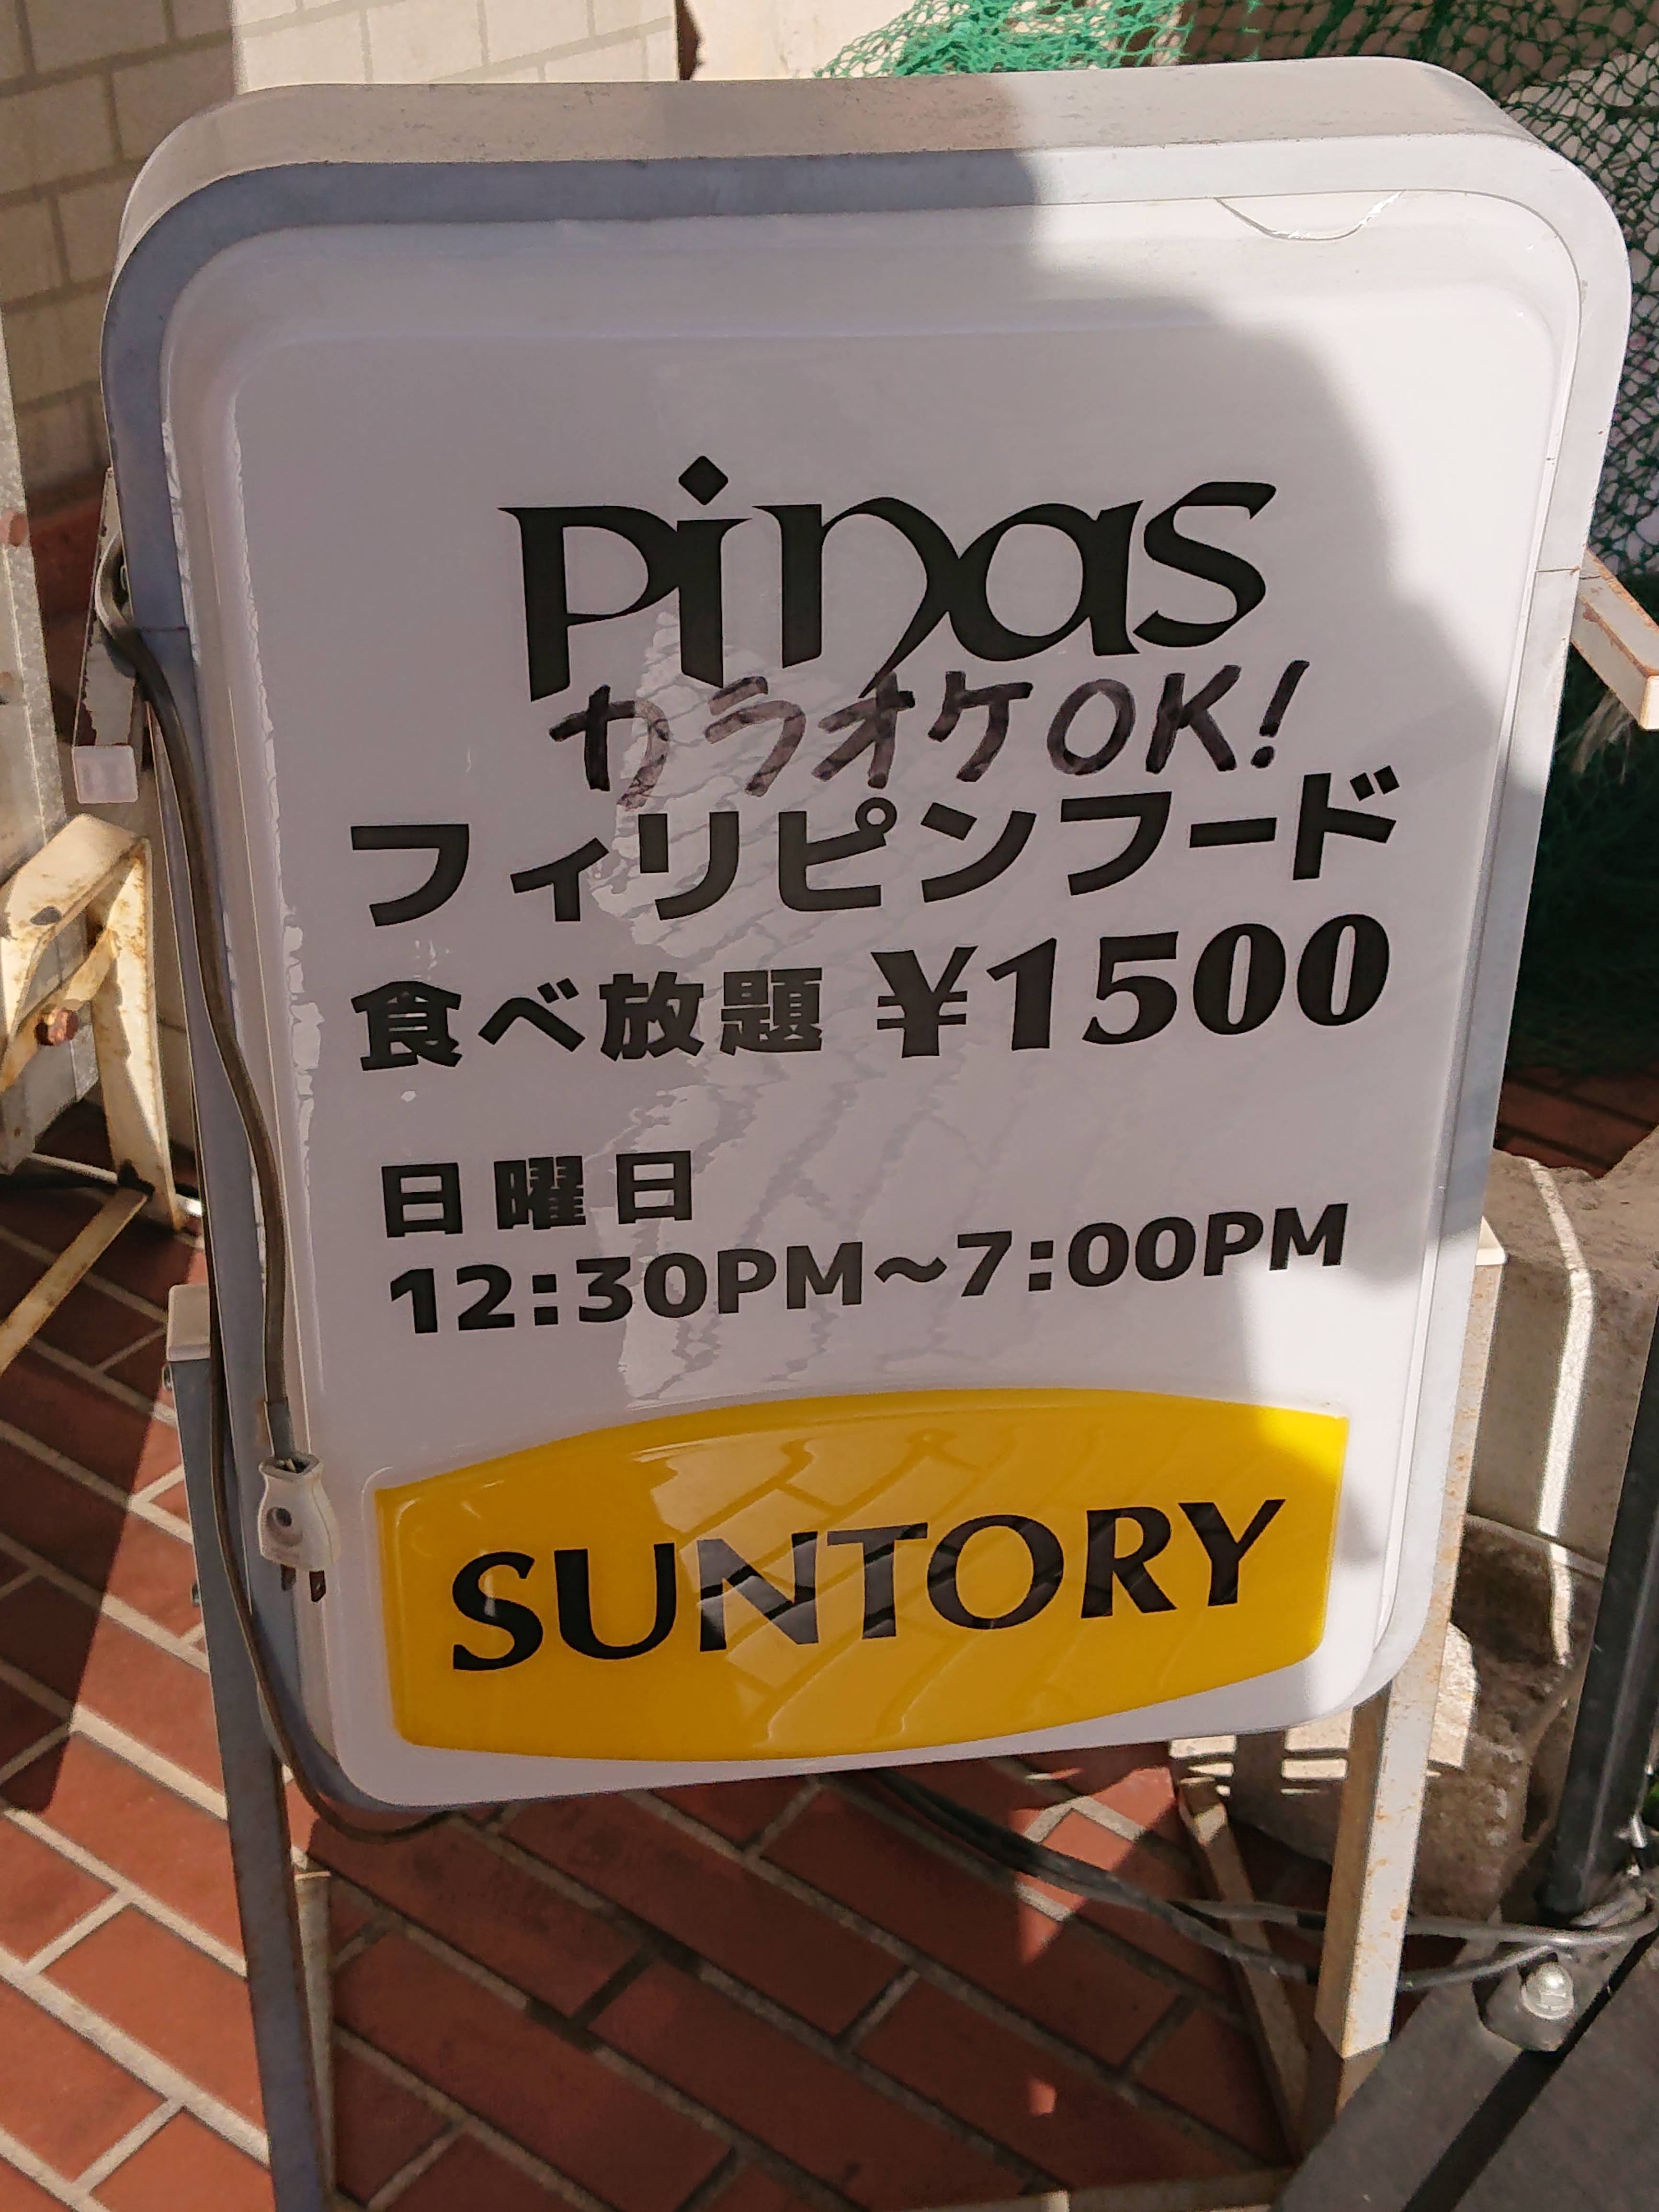 Pinas
カラオケOK!
フィリピンフード
食べ放題 ¥1500
日曜日
12:30PM〜7:00PM
SUNTORY